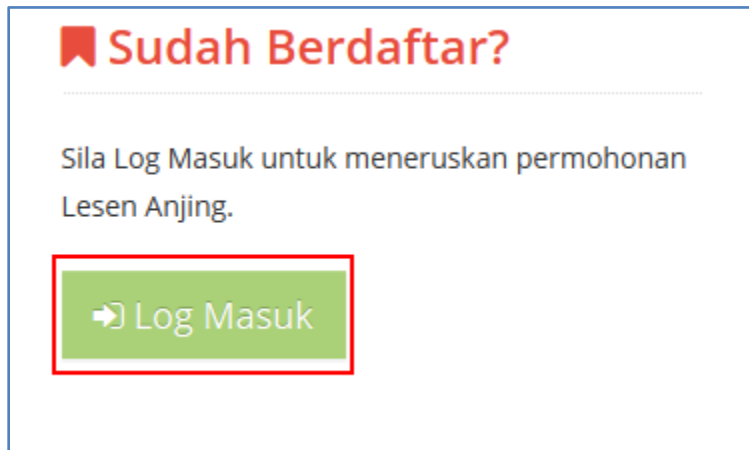 Sudah Berdaftar?
Sila Log Masuk untuk meneruskan permohonan
Lesen Anjing.
Log Masuk